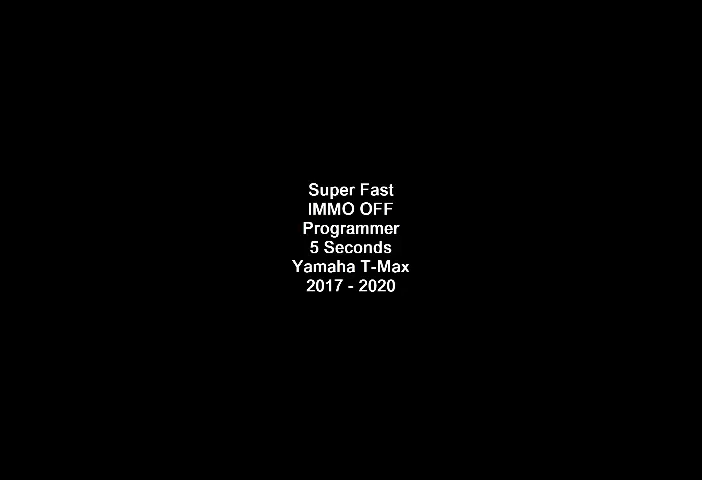 Super Fast
IMMO OFF
Programmer
5 Seconds
Yamaha T-Max
2017 - 2020